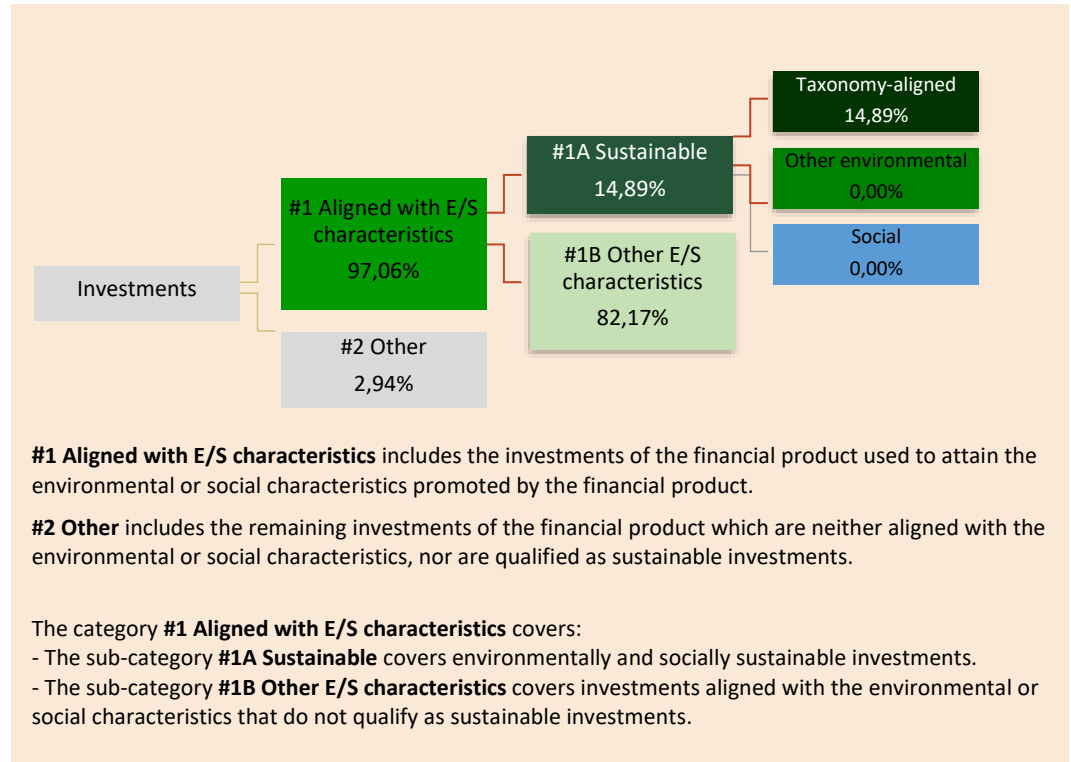 Investments
#1 Aligned with E/S
characteristics
97,06%
#2 Other
2,94%
#1A Sustainable
14,89%
#1B Other E/S
characteristics
82,17%
Taxonomy-aligned
14,89%
Other environmental
0,00%
Social
0,00%
#1 Aligned with E/S characteristics includes the investments of the financial product used to attain the
environmental or social characteristics promoted by the financial product.
#2 Other includes the remaining investments of the financial product which are neither aligned with the
environmental or social characteristics, nor are qualified as sustainable investments.
The category #1 Aligned with E/S characteristics covers:
- The sub-category #1A Sustainable covers environmentally and socially sustainable investments.
- The sub-category #1B Other E/S characteristics covers investments aligned with the environmental or
social characteristics that do not qualify as sustainable investments.